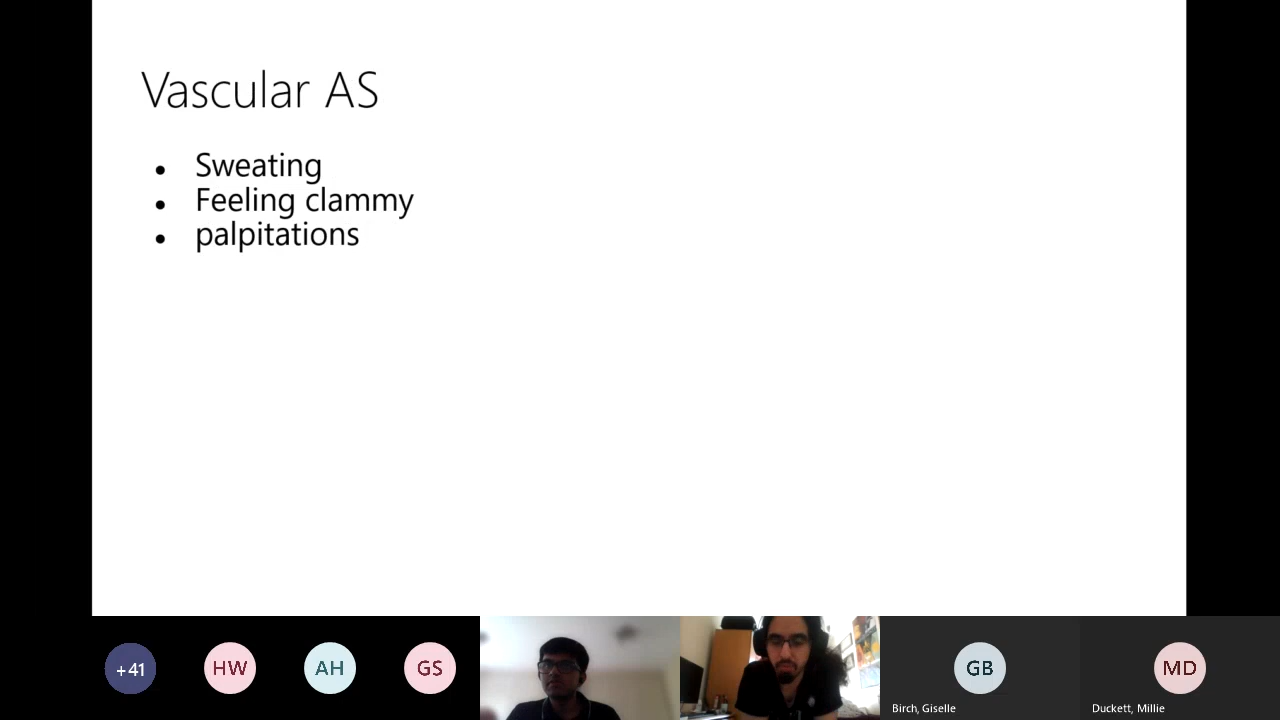 Vascular AS
• Sweating
• Feeling clammy
• palpitations
+41
HW
AH
GS
GB
MD
Birch, Giselle
Duckett, Millie